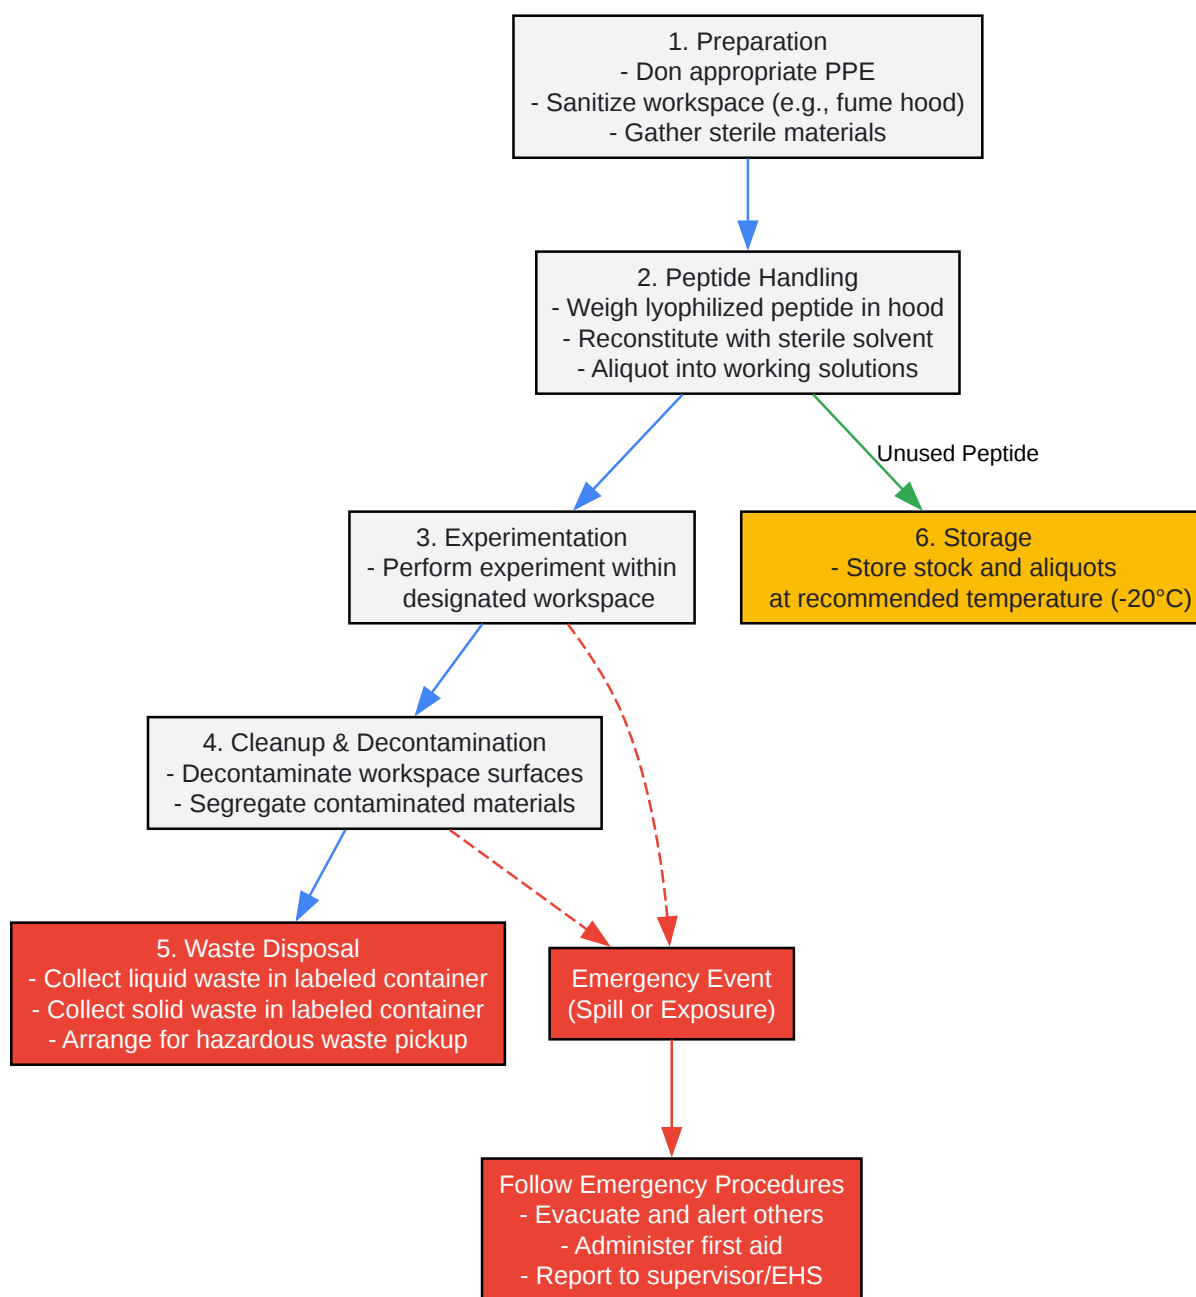 1. Preparation
- Don appropriate PPE
- Sanitize workspace (e.g., fume hood)
- Gather sterile materials
2. Peptide Handling
- Weigh lyophilized peptide in hood
- Reconstitute with sterile solvent
- Aliquot into working solutions
Unused Peptide
3. Experimentation
- Perform experiment within
designated workspace
6. Storage
- Store stock and aliquots
at recommended temperature (-20°C)
4. Cleanup & Decontamination
- Decontaminate workspace surfaces
- Segregate contaminated materials
5. Waste Disposal
- Collect liquid waste in labeled container
- Collect solid waste in labeled container
- Arrange for hazardous waste pickup
Emergency Event
(Spill or Exposure)
Follow Emergency Procedures
- Evacuate and alert others
- Administer first aid
- Report to supervisor/EHS